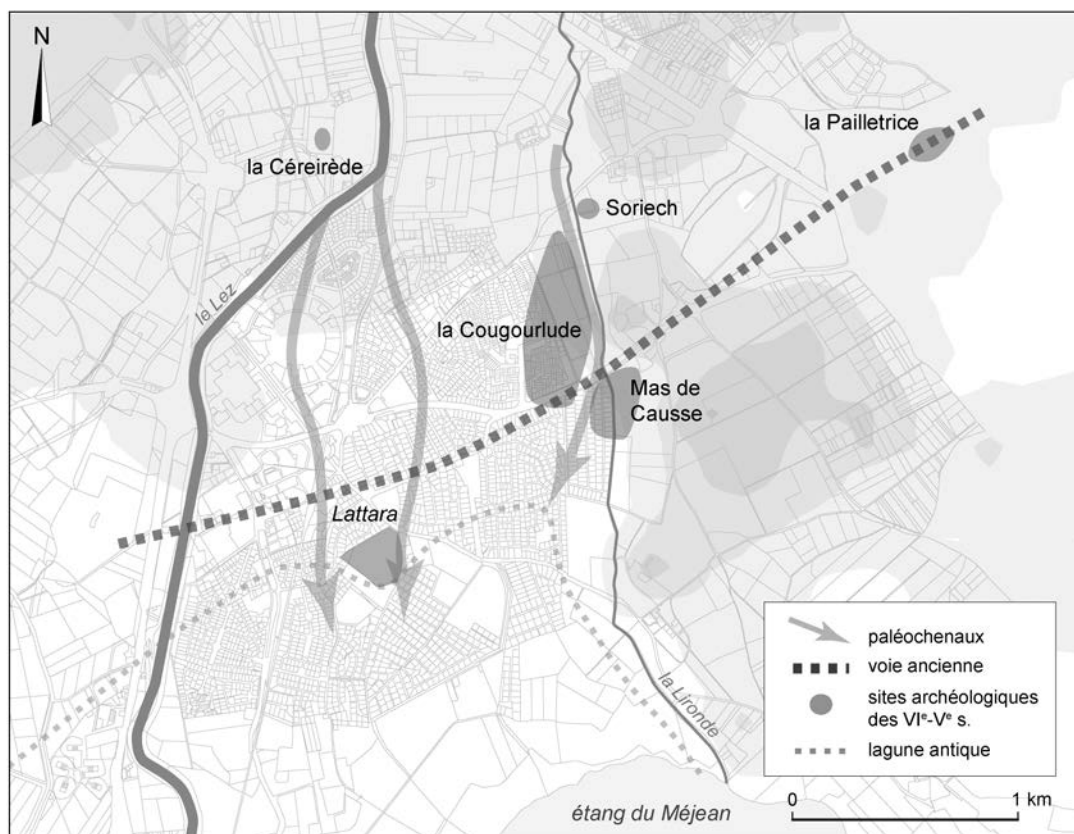 N
la Pailletrice
la Céreirède
Soriech
le Lez
la Cougourlude
Mas de
Causse
Lattara
paléochenaux
voie ancienne
sites archéologiques
des VIᵉ-Vᵉ s.
lagune antique
la Lironde
étang du Méjean
0
1 km